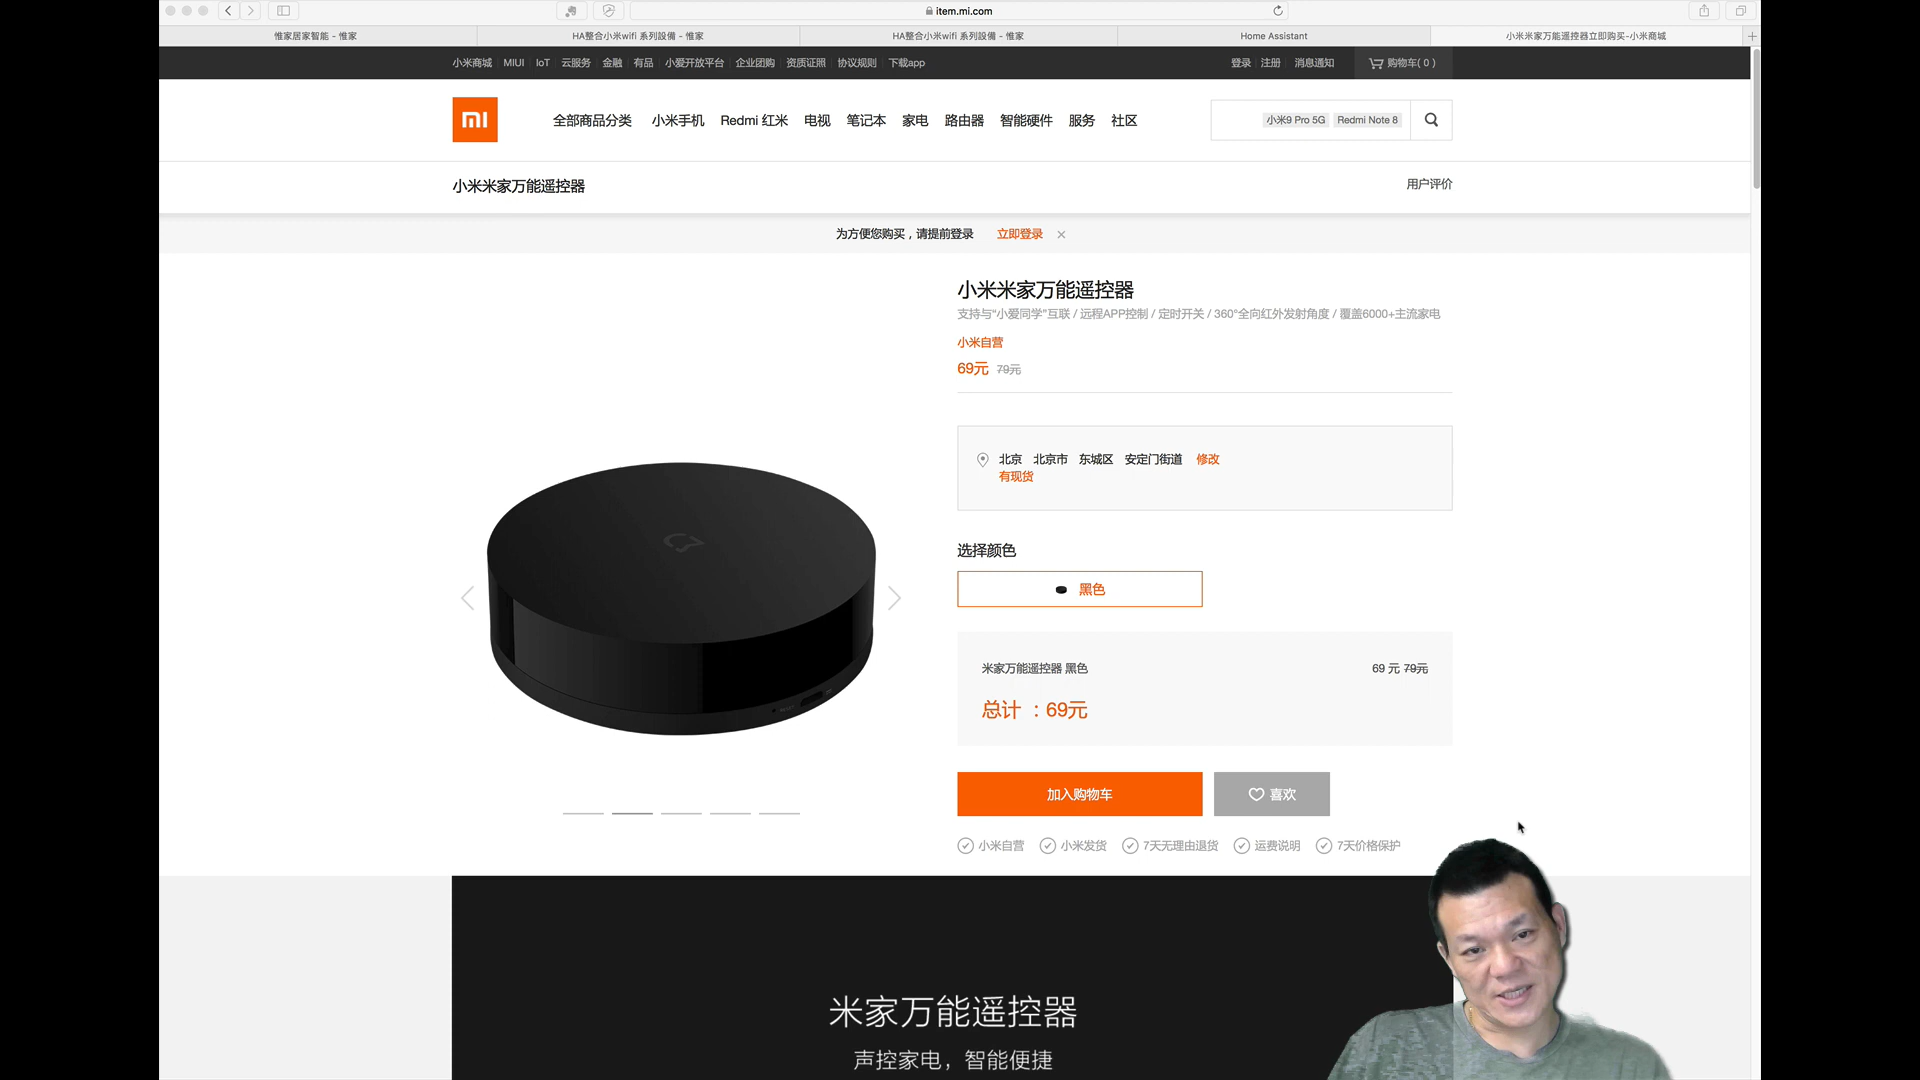 item.mi.com
惟家居家智能 - 惟家
HA整合小米wifi 系列設備 - 惟家
HA整合小米wifi 系列設備 - 惟家
Home Assistant
小米米家万能遥控器立即购买-小米商城
小米商城 MIUI IoT 云服务 金融 有品 小爱开放平台 企业团购 资质证照 协议规则 下载app
登录 注册 消息通知 购物车( 0 )
全部商品分类 小米手机 Redmi 红米 电视 笔记本 家电 路由器 智能硬件 服务 社区
小米9 Pro 5G Redmi Note 8
小米米家万能遥控器
用户评价
为方便您购买，请提前登录 立即登录
小米米家万能遥控器
支持与“小爱同学”互联 / 远程APP控制 / 定时开关 / 360°全向红外发射角度 / 覆盖6000+主流家电
小米自营
69元 79元
北京 北京市 东城区 安定门街道 修改
有现货
选择颜色
黑色
米家万能遥控器 黑色 69 元 79元
总计 ：69元
加入购物车 喜欢
小米自营 小米发货 7天无理由退货 运费说明 7天价格保护
米家万能遥控器
声控家电，智能便捷